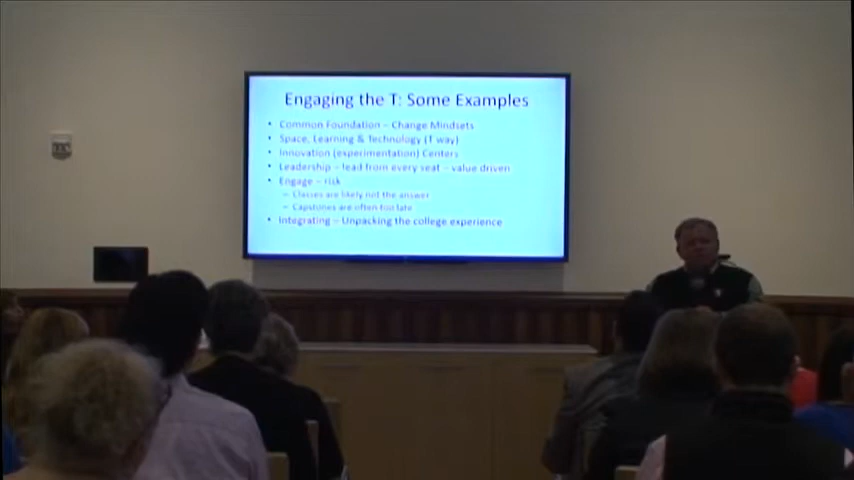 Engaging the T: Some Examples
• Common Foundation – Change Mindsets
• Space, Learning & Technology (T way)
• Innovation (experimentation) Centers
• Leadership – lead from every seat – value driven
• Engage – risk
– Classes are likely not the answer
– Capstones are often too late
• Integrating – Unpacking the college experience